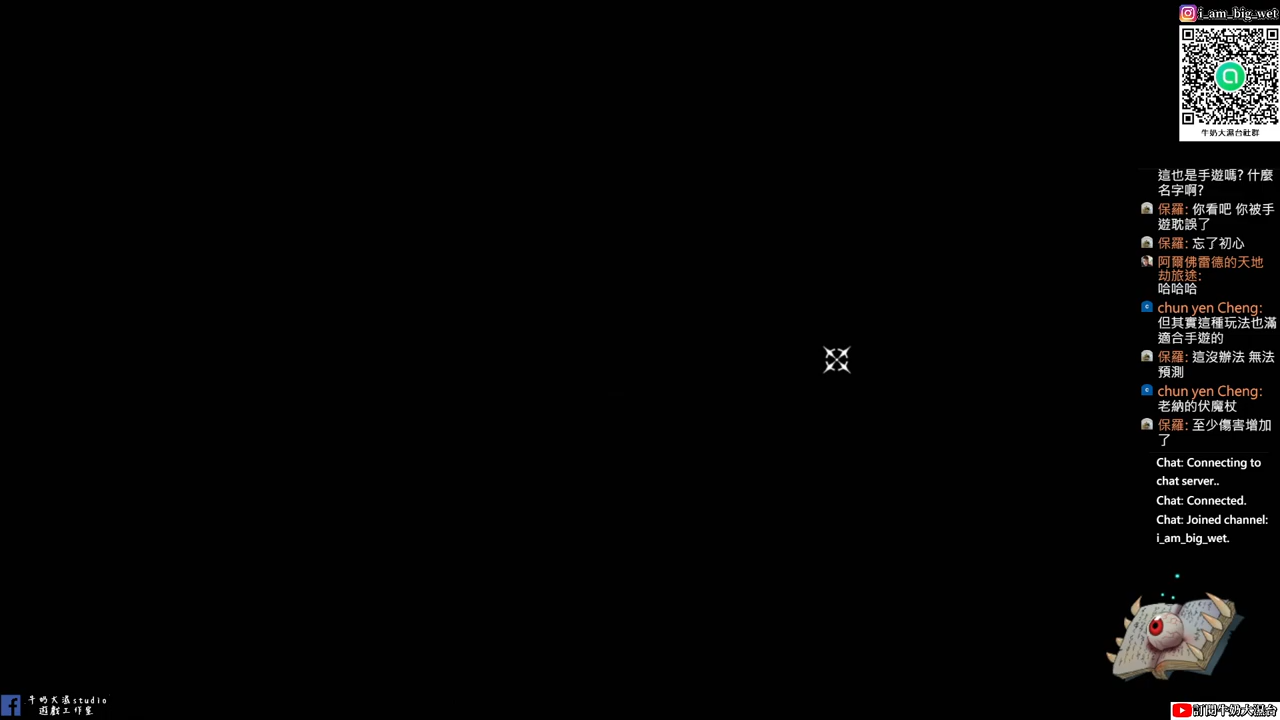 i_am_big_wet
牛奶大濕台社群
這也是手遊嗎? 什麼
名字啊?
保羅: 你看吧 你被手
遊耽誤了
保羅: 忘了初心
阿爾佛雷德的天地
劫旅途:
哈哈哈
chun yen Cheng:
但其實這種玩法也滿
適合手遊的
保羅: 這沒辦法 無法
預測
chun yen Cheng:
老納的伏魔杖
保羅: 至少傷害增加
了
Chat: Connecting to
chat server..
Chat: Connected.
Chat: Joined channel:
i_am_big_wet.
牛奶大濕studio
遊戲工作室
訂閱牛奶大濕台